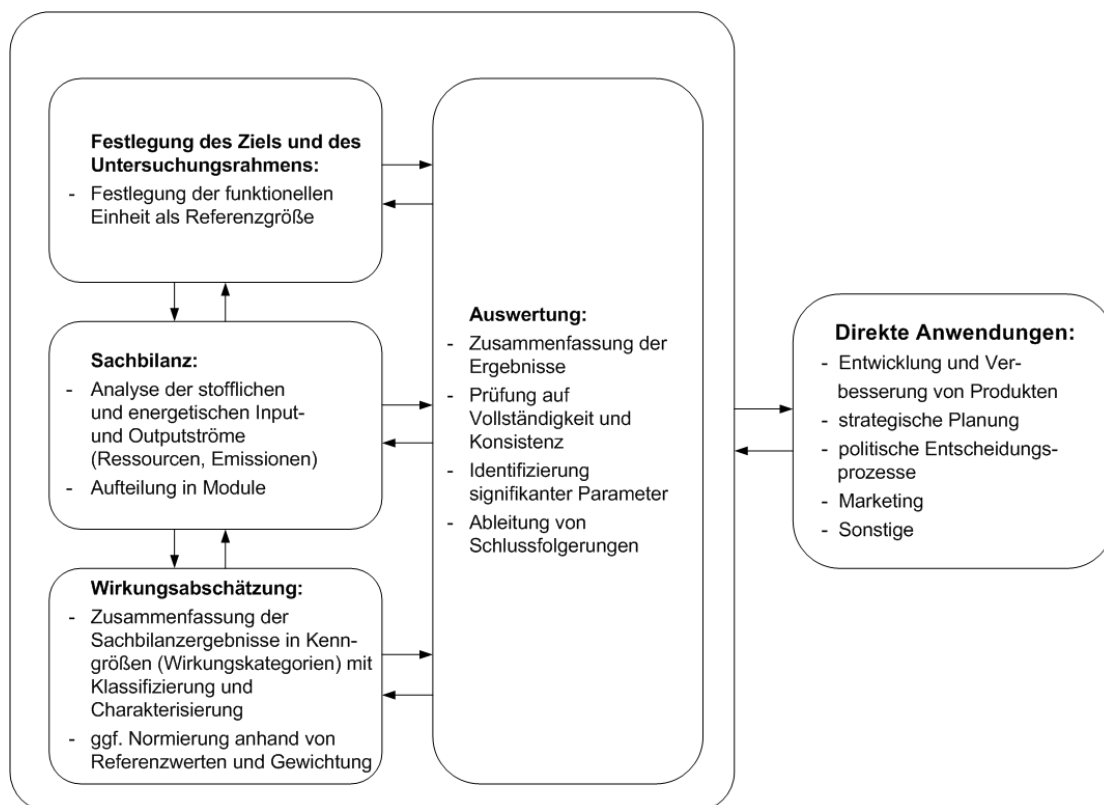 Festlegung des Ziels und des
Untersuchungsrahmens:
- Festlegung der funktionellen
Einheit als Referenzgröße
Sachbilanz:
- Analyse der stofflichen
und energetischen Input-
und Outputströme
(Ressourcen, Emissionen)
- Aufteilung in Module
Wirkungsabschätzung:
- Zusammenfassung der
Sachbilanzergebnisse in Kenn-
größen (Wirkungskategorien) mit
Klassifizierung und
Charakterisierung
- ggf. Normierung anhand von
Referenzwerten und Gewichtung
Auswertung:
- Zusammenfassung der
Ergebnisse
- Prüfung auf
Vollständigkeit und
Konsistenz
- Identifizierung
signifikanter Parameter
- Ableitung von
Schlussfolgerungen
Direkte Anwendungen:
- Entwicklung und Ver-
besserung von Produkten
- strategische Planung
- politische Entscheidungs-
prozesse
- Marketing
- Sonstige